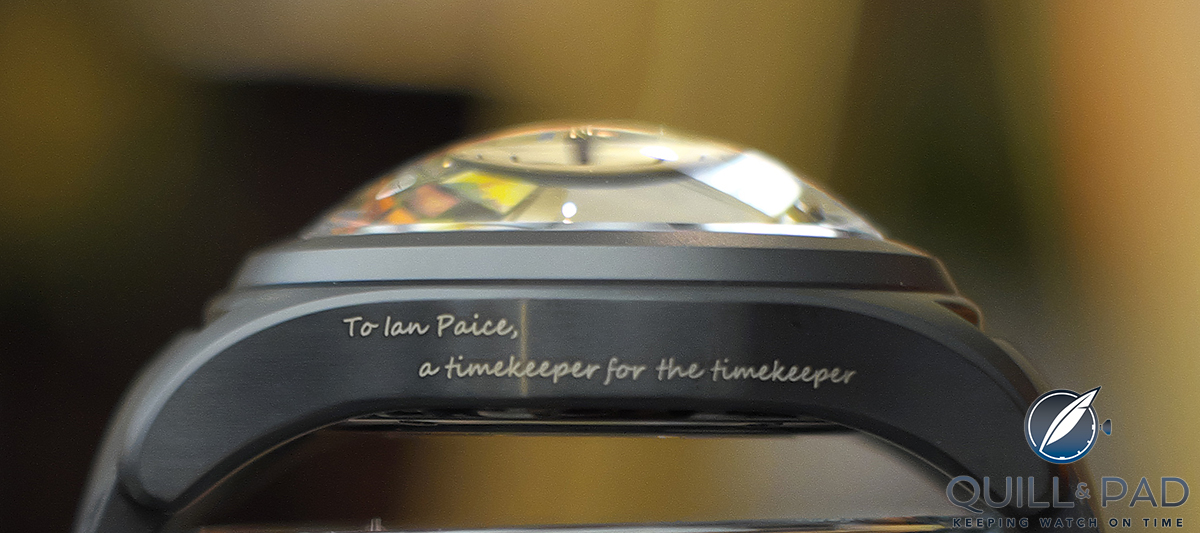 To Ian Paice,
a timekeeper for the timekeeper
QUILL & PAD
KEEPING WATCH ON TIME